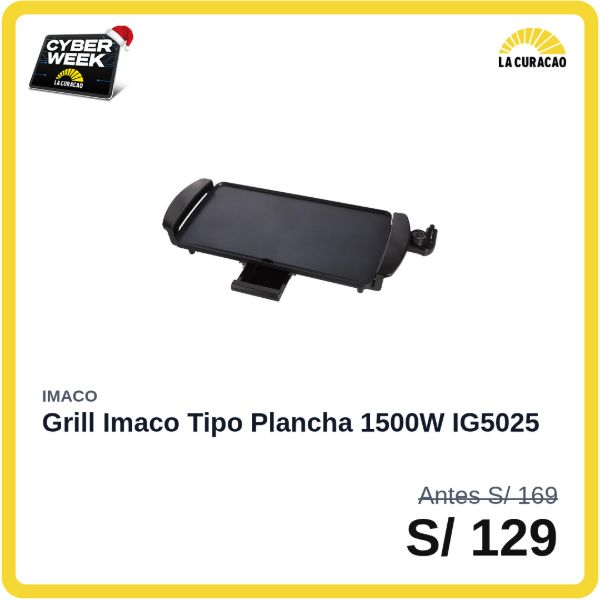 CYBER
WEEK
LA CURACAO
LA CURACAO
IMACO
Grill Imaco Tipo Plancha 1500W IG5025
Antes S/ 169
S/ 129